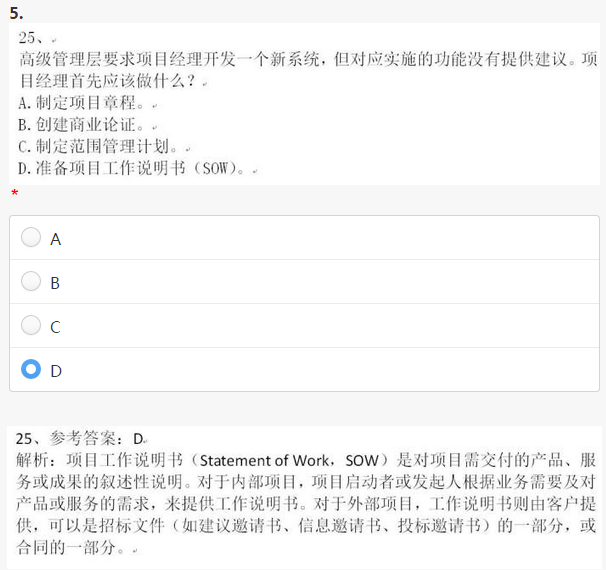 5.
25、
高级管理层要求项目经理开发一个新系统，但对应实施的功能没有提供建议。项
目经理首先应该做什么？
A.制定项目章程。
B.创建商业论证。
C.制定范围管理计划。
D.准备项目工作说明书（SOW）。
*
A
B
C
D
25、参考答案：D
解析：项目工作说明书（Statement of Work，SOW）是对项目需交付的产品、服
务或成果的叙述性说明。对于内部项目，项目启动者或发起人根据业务需要及对
产品或服务的需求，来提供工作说明书。对于外部项目，工作说明书则由客户提
供，可以是招标文件（如建议邀请书、信息邀请书、投标邀请书）的一部分，或
合同的一部分。